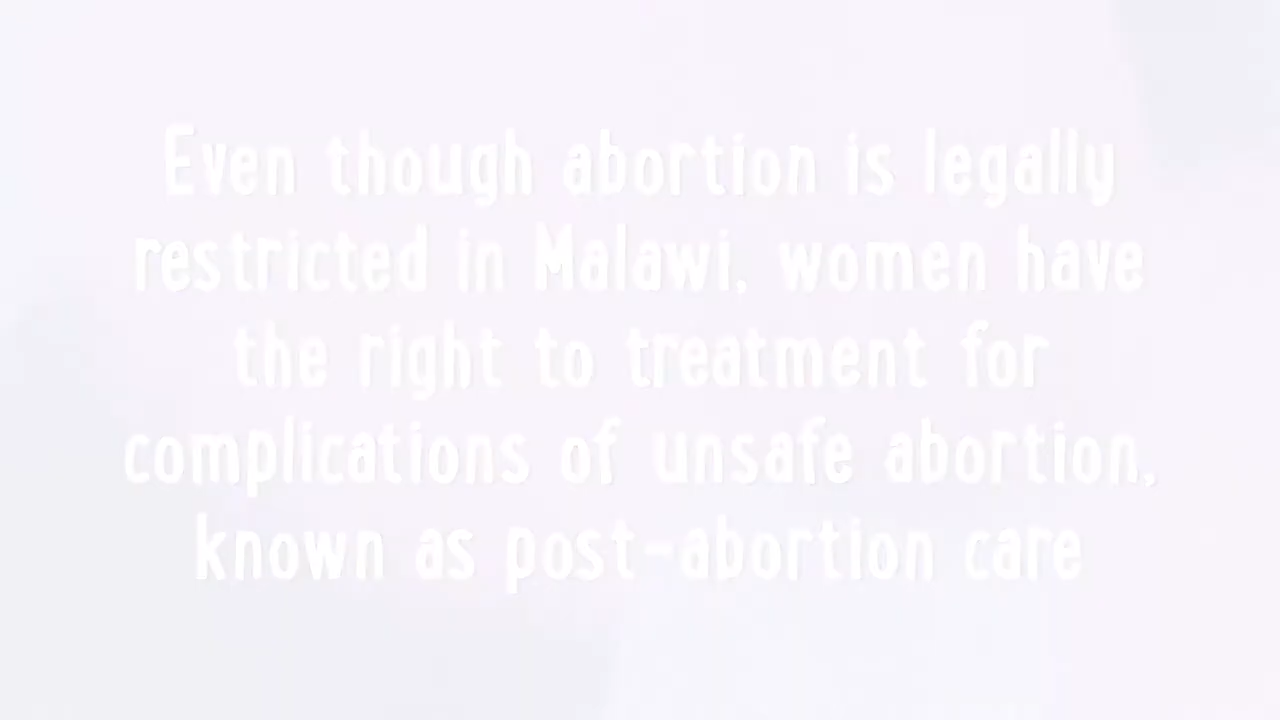 Even though abortion is legally
restricted in Malawi, women have
the right to treatment for
complications of unsafe abortion,
known as post-abortion care